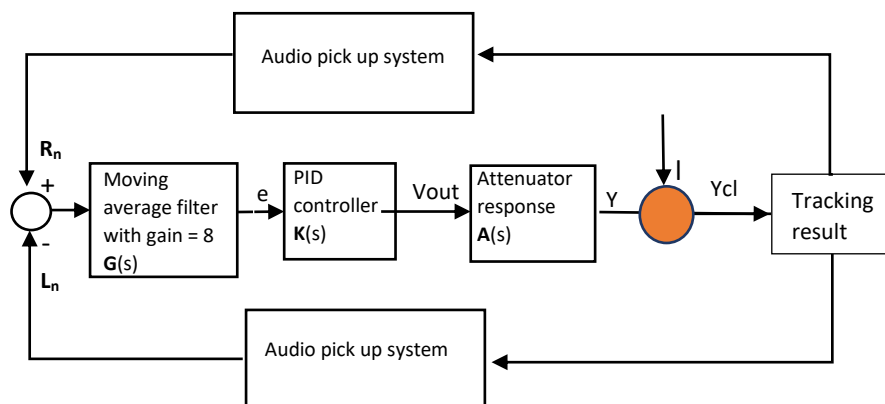 Audio pick up system
Rn
+
-
Ln
Moving
average filter
with gain = 8
G(s)
e
PID
controller
K(s)
Vout
Attenuator
response
A(s)
Y
I
Ycl
Tracking
result
Audio pick up system